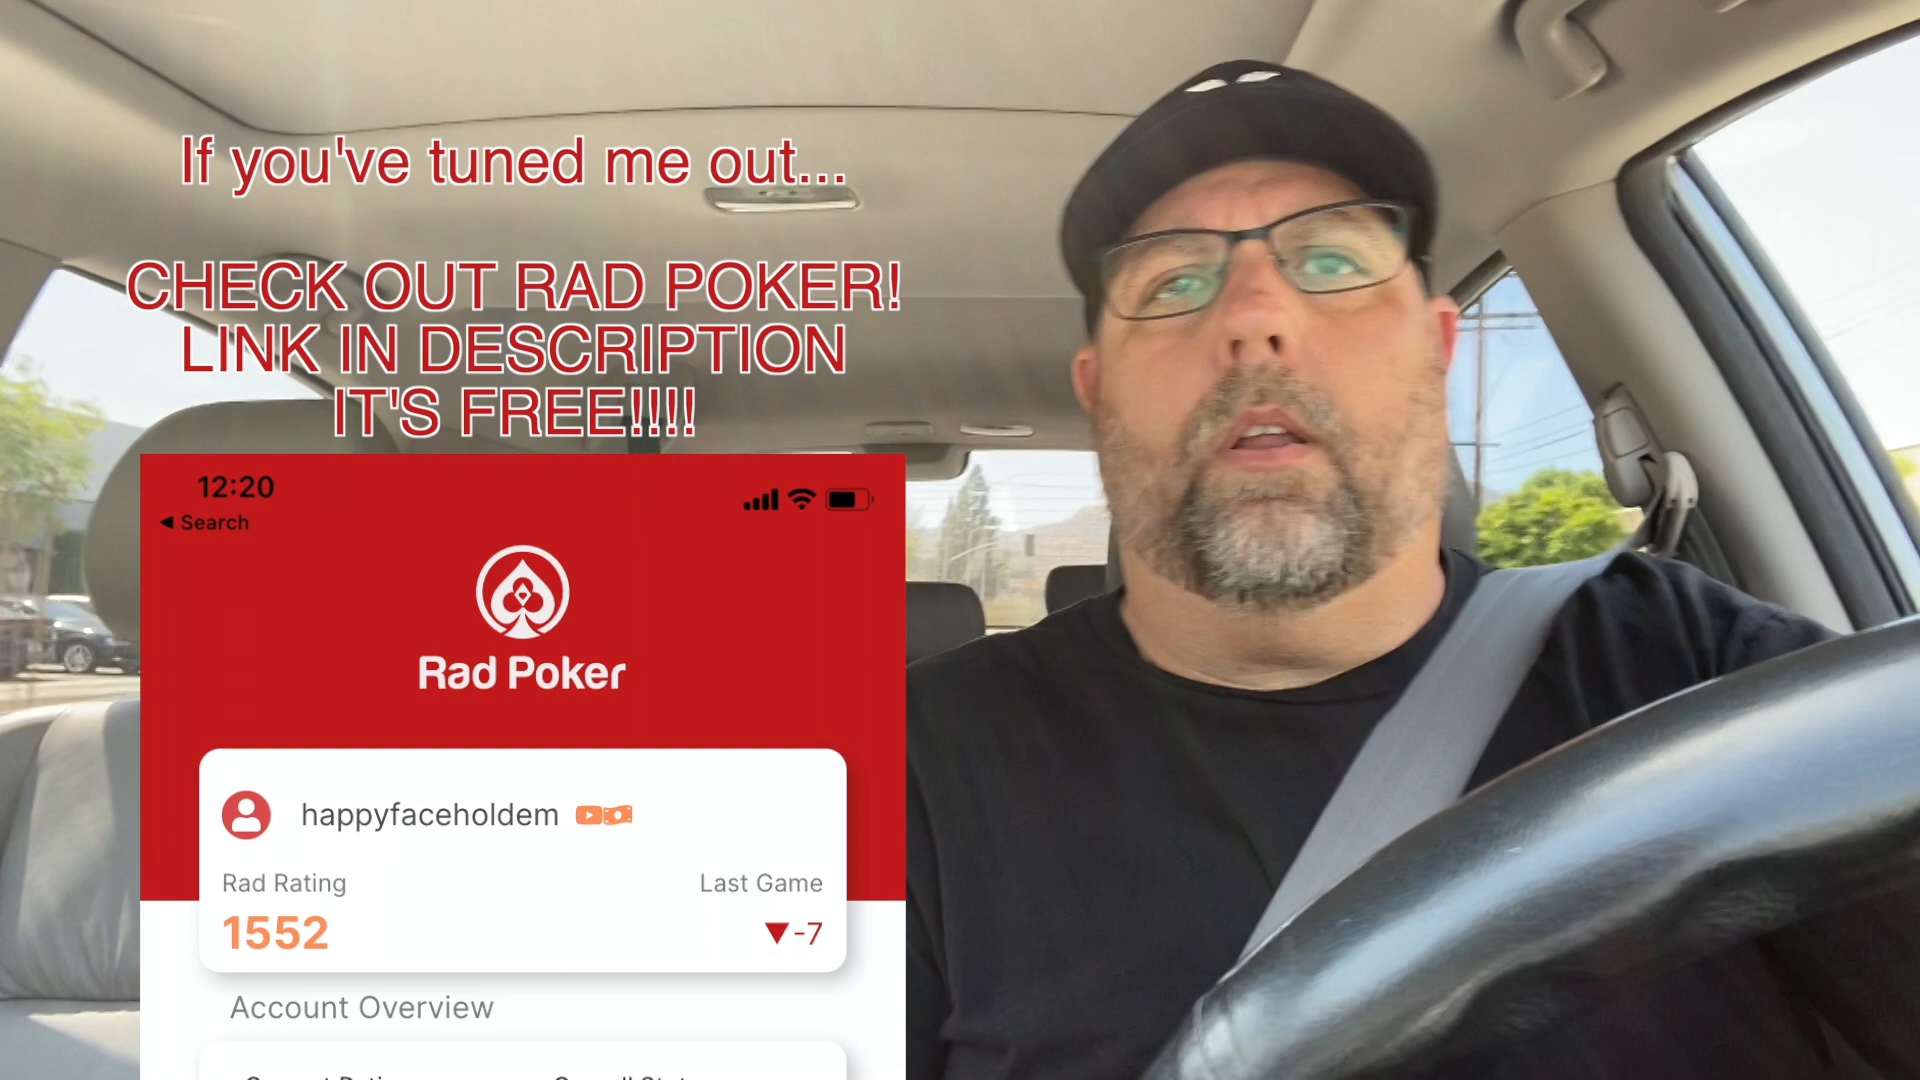 If you've tuned me out...
CHECK OUT RAD POKER!
LINK IN DESCRIPTION
IT'S FREE!!!!
12:20
◀ Search
Rad Poker
happyfaceholdem
Rad Rating
Last Game
1552
▼-7
Account Overview